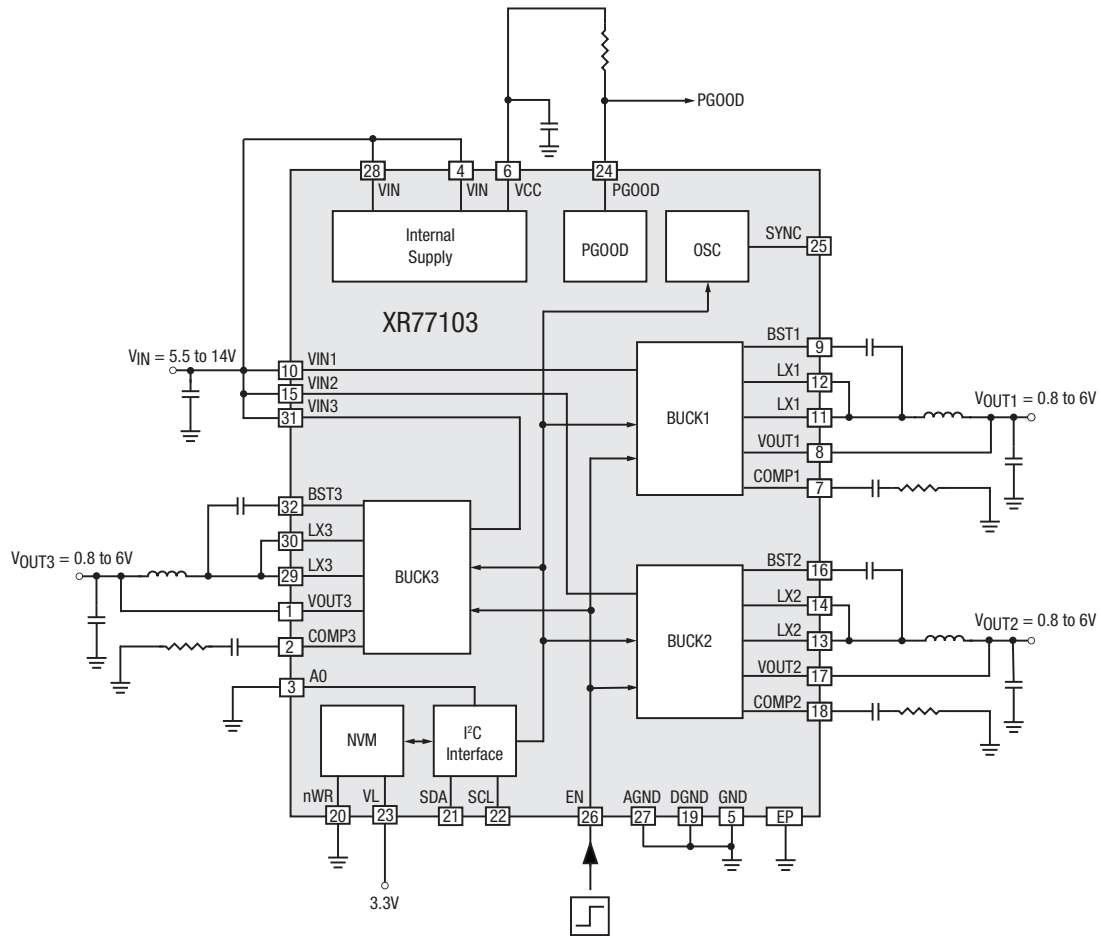 PGOOD
28
4
6
24
VIN
VIN
VCC
PGOOD
Internal
Supply
PGOOD
OSC
SYNC
25
XR77103
VIN = 5.5 to 14V
10
VIN1
15
VIN2
31
VIN3
BUCK1
BST1
9
LX1
12
LX1
11
VOUT1
8
COMP1
7
VOUT1 = 0.8 to 6V
32
BST3
30
LX3
29
LX3
1
VOUT3
2
COMP3
3
A0
VOUT3 = 0.8 to 6V
BUCK3
BUCK2
BST2
16
LX2
14
LX2
13
VOUT2
17
COMP2
18
VOUT2 = 0.8 to 6V
NVM
I²C
Interface
nWR
VL
SDA
SCL
EN
AGND
DGND
GND
20
23
21
22
26
27
19
5
EP
3.3V